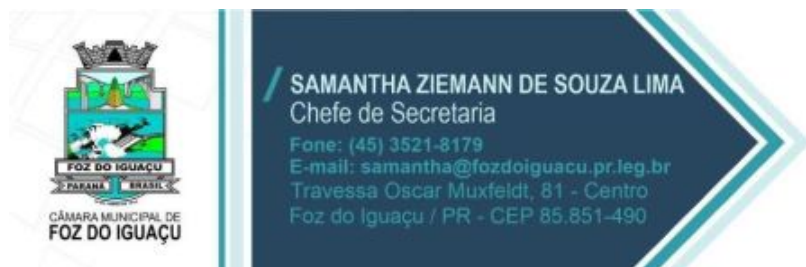 FOZ DO IGUAÇU
PARANÁ BRASIL
CÂMARA MUNICIPAL DE
FOZ DO IGUAÇU
SAMANTHA ZIEMANN DE SOUZA LIMA
Chefe de Secretaria
Fone: (45) 3521-8179
E-mail: samantha@fozdoiguacu.pr.leg.br
Travessa Oscar Muxfeldt, 81 - Centro
Foz do Iguaçu / PR - CEP 85.851-490